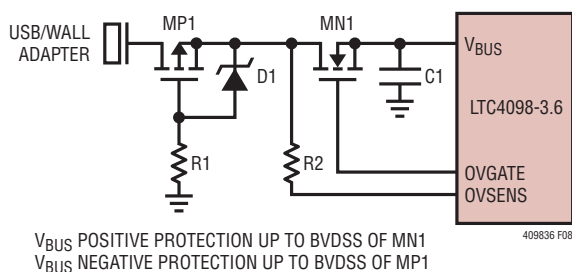 USB/WALL
ADAPTER
MP1
MN1
D1
C1
R1
R2
VBUS
LTC4098-3.6
OVGATE
OVSENS
409836 F08
VBUS POSITIVE PROTECTION UP TO BVDSS OF MN1
VBUS NEGATIVE PROTECTION UP TO BVDSS OF MP1